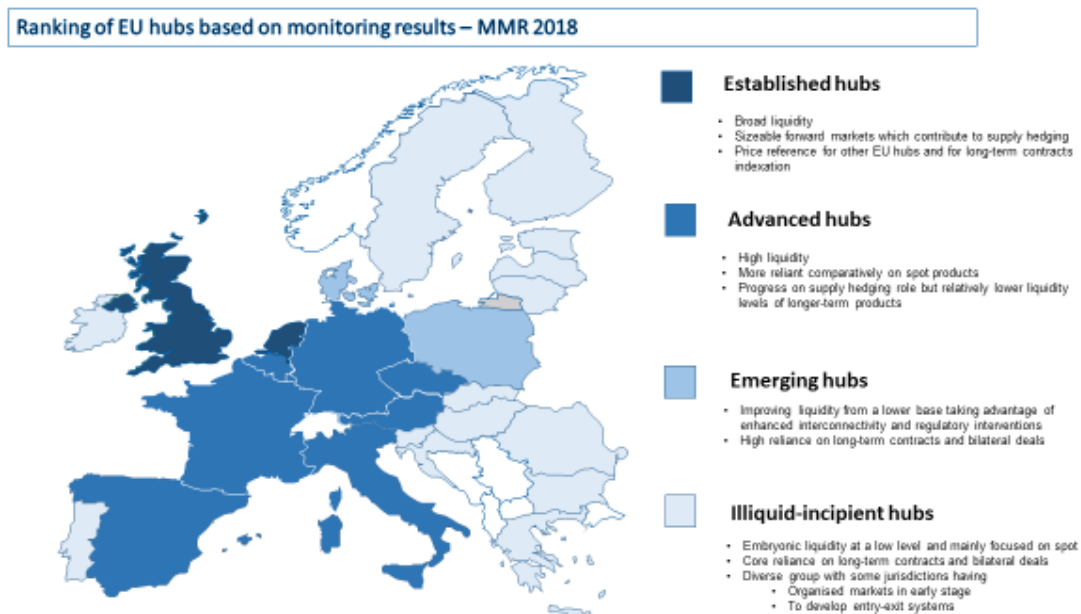 Ranking of EU hubs based on monitoring results – MMR 2018
Established hubs
• Broad liquidity
• Sizeable forward markets which contribute to supply hedging
• Price reference for other EU hubs and for long-term contracts
indexation
Advanced hubs
• High liquidity
• More reliant comparatively on spot products
• Progress on supply hedging role but relatively lower liquidity
levels of longer-term products
Emerging hubs
• Improving liquidity from a lower base taking advantage of
enhanced interconnectivity and regulatory interventions
• High reliance on long-term contracts and bilateral deals
Illiquid-incipient hubs
• Embryonic liquidity at a low level and mainly focused on spot
• Core reliance on long-term contracts and bilateral deals
• Diverse group with some jurisdictions having
• Organised markets in early stage
• To develop entry-exit systems